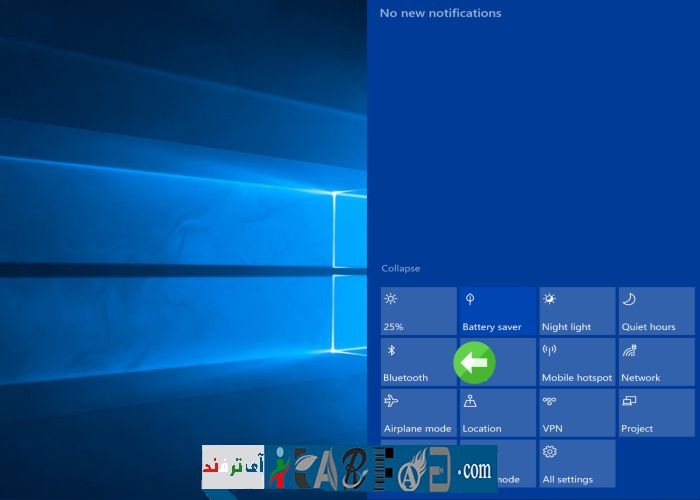 No new notifications
Collapse
25%
Battery saver
Night light
Quiet hours
Bluetooth
Mobile hotspot
Network
Airplane mode
Location
VPN
Project
آی ترفند
.com
All settings